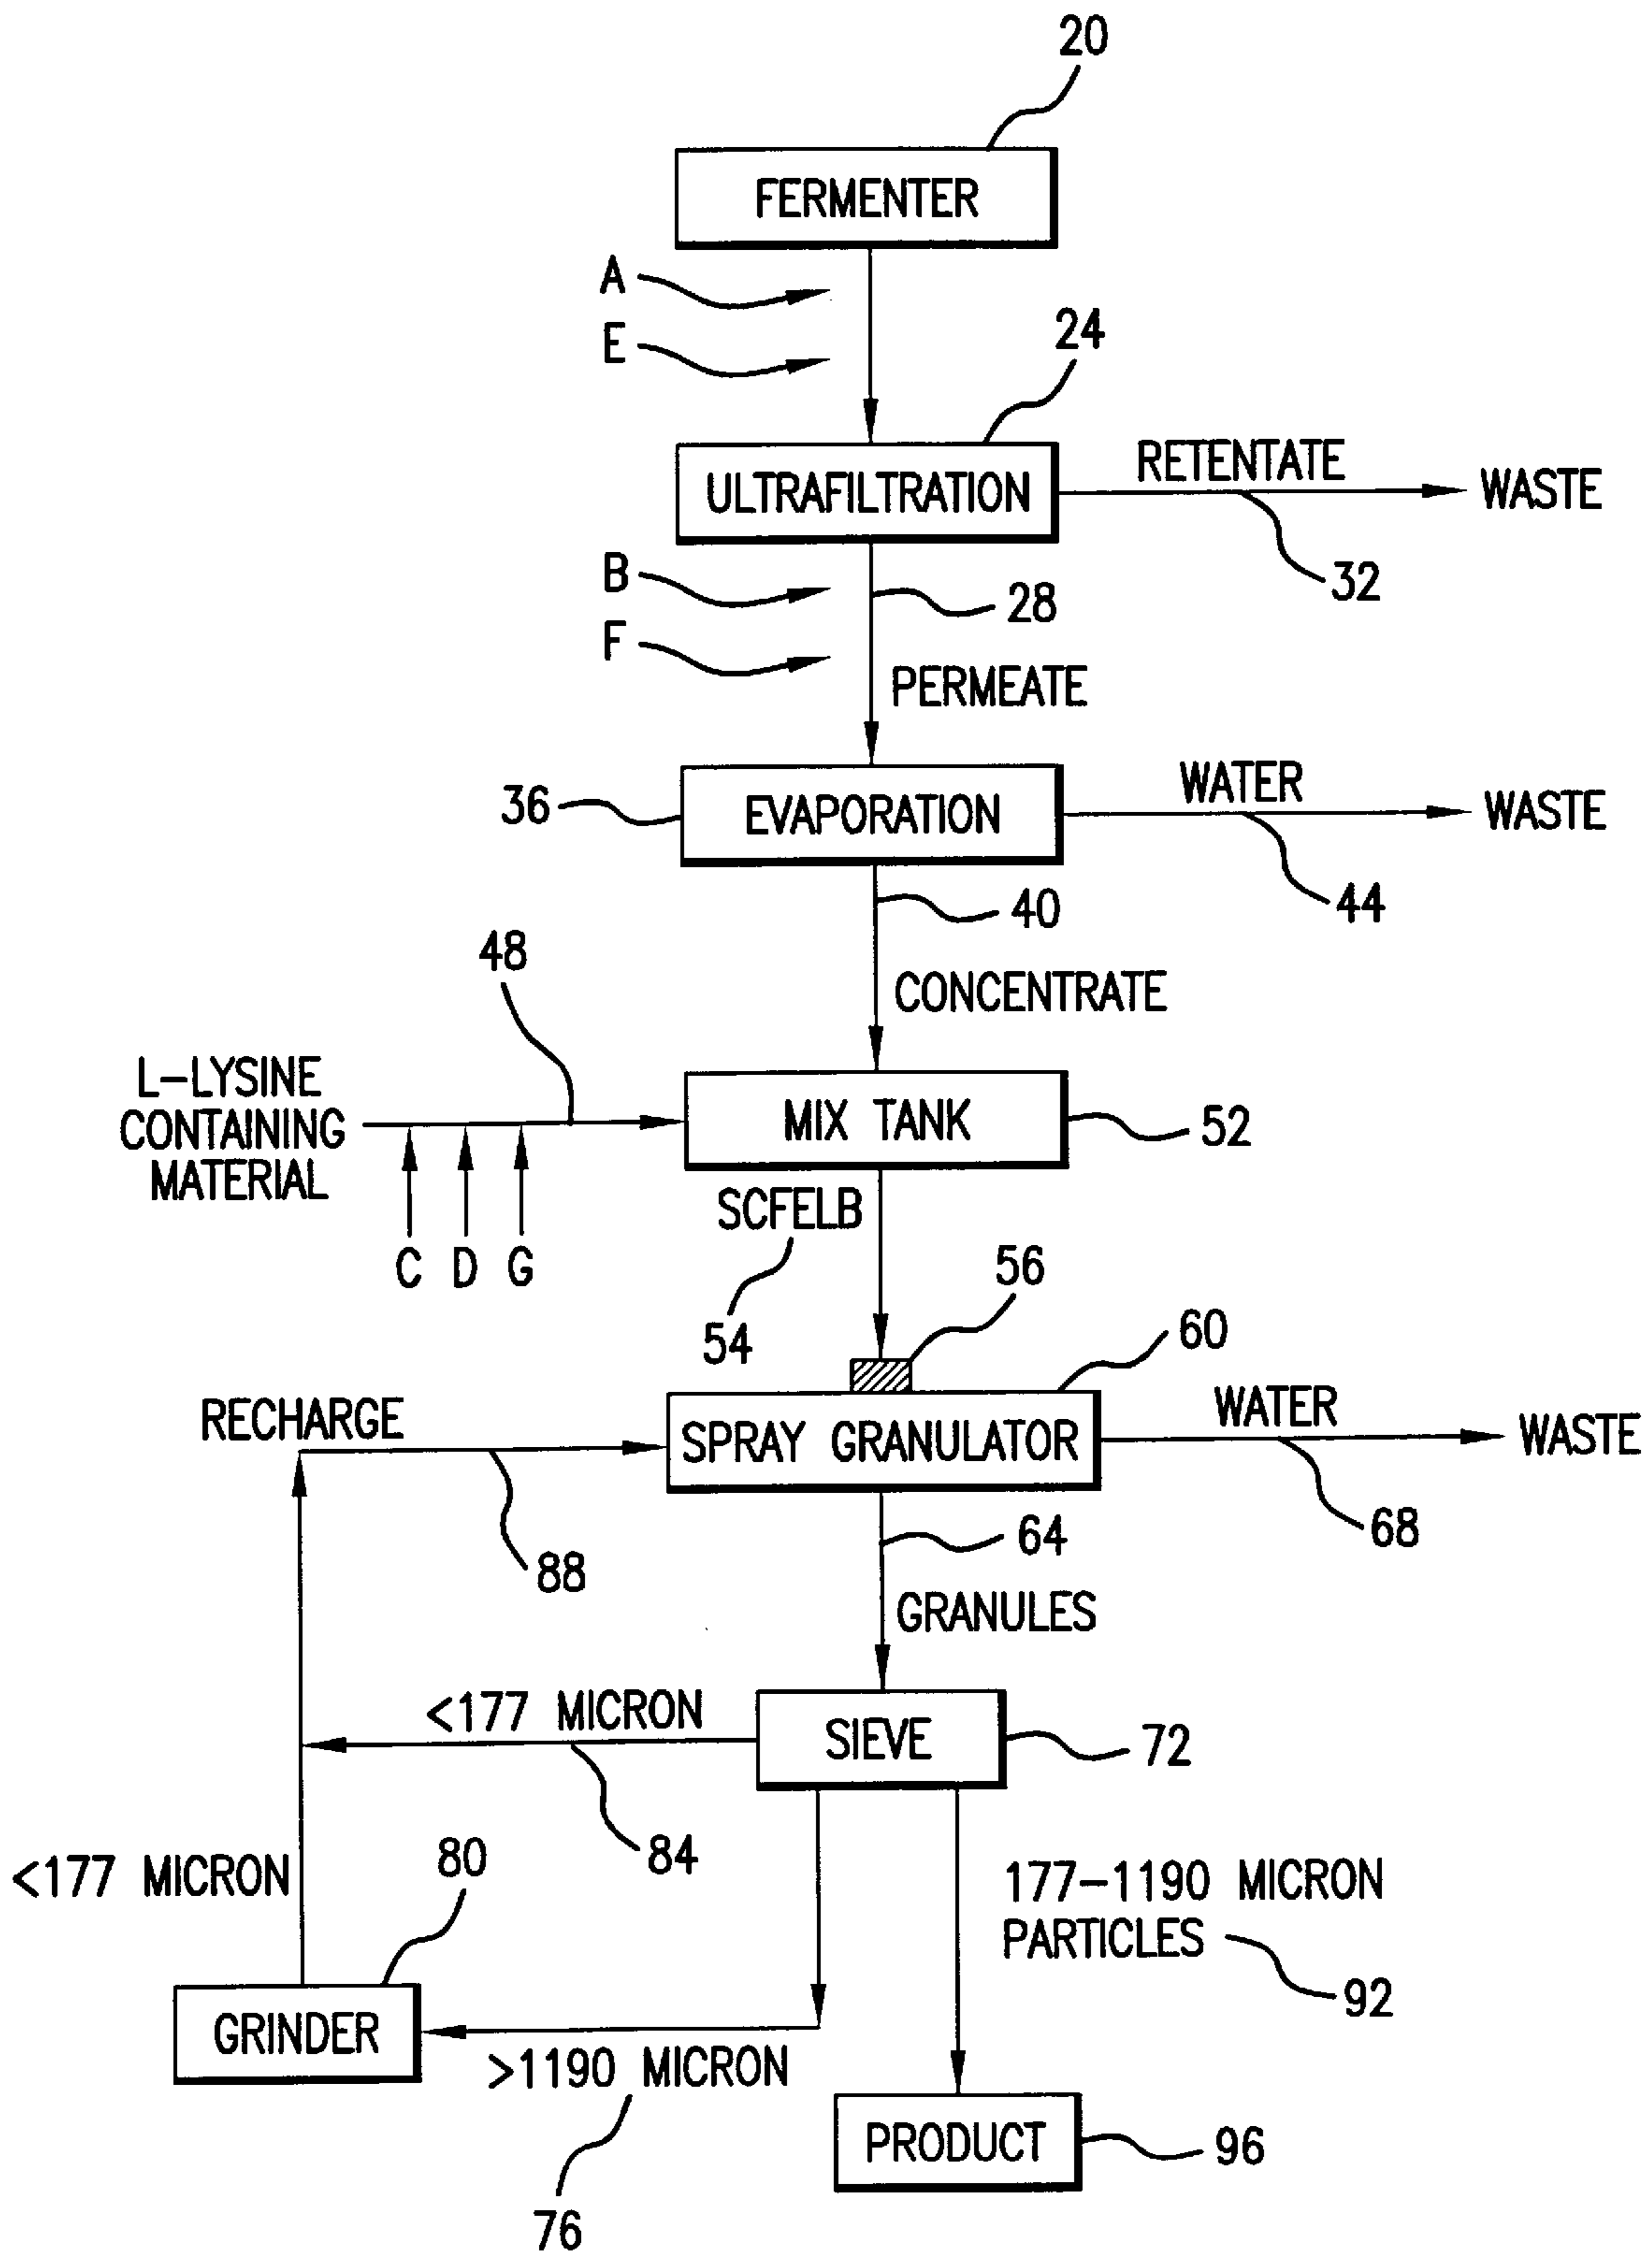 20
FERMENTER
A
E
24
ULTRAFILTRATION
RETENTATE
WASTE
32
B
28
F
PERMEATE
36
EVAPORATION
WATER
WASTE
44
40
CONCENTRATE
48
L-LYSINE
CONTAINING
MATERIAL
MIX TANK
52
C D G
SCFELB
54
56
60
RECHARGE
SPRAY GRANULATOR
WATER
WASTE
68
88
64
GRANULES
<177 MICRON
SIEVE
72
84
<177 MICRON
80
177-1190 MICRON
PARTICLES
92
GRINDER
>1190 MICRON
76
PRODUCT
96